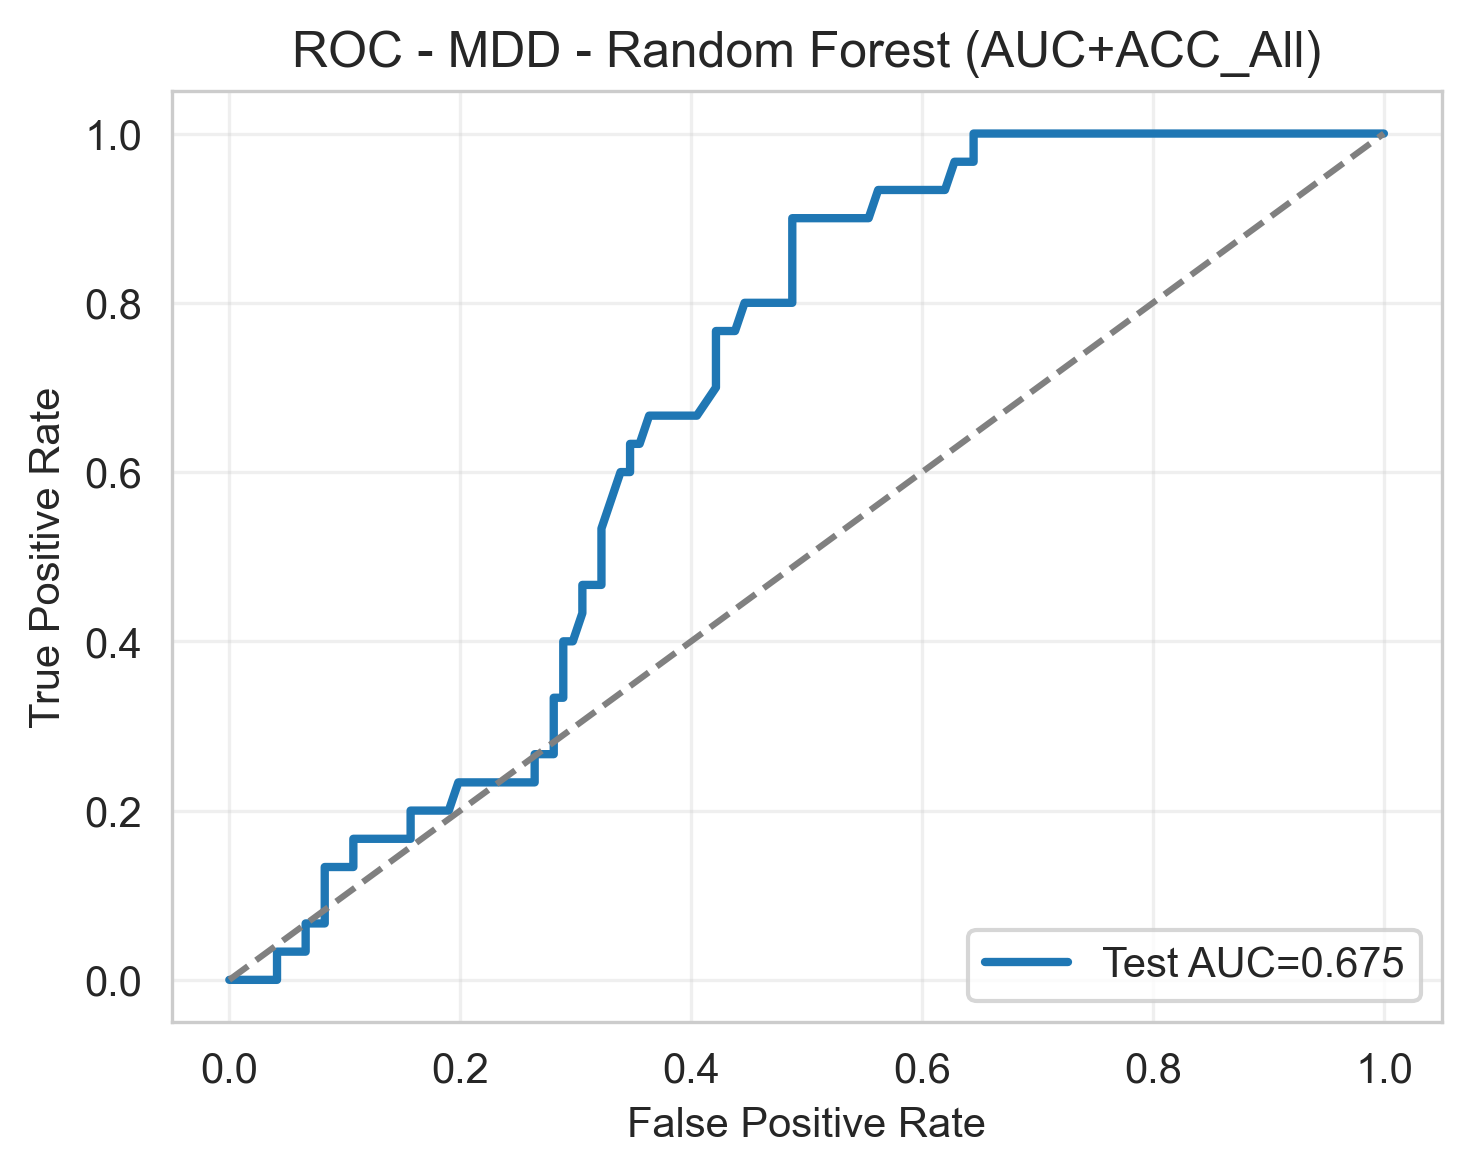 ROC - MDD - Random Forest (AUC+ACC_All)
True Positive Rate
1.0
0.8
0.6
0.4
0.2
0.0
Test AUC=0.675
0.0 0.2 0.4 0.6 0.8 1.0
False Positive Rate